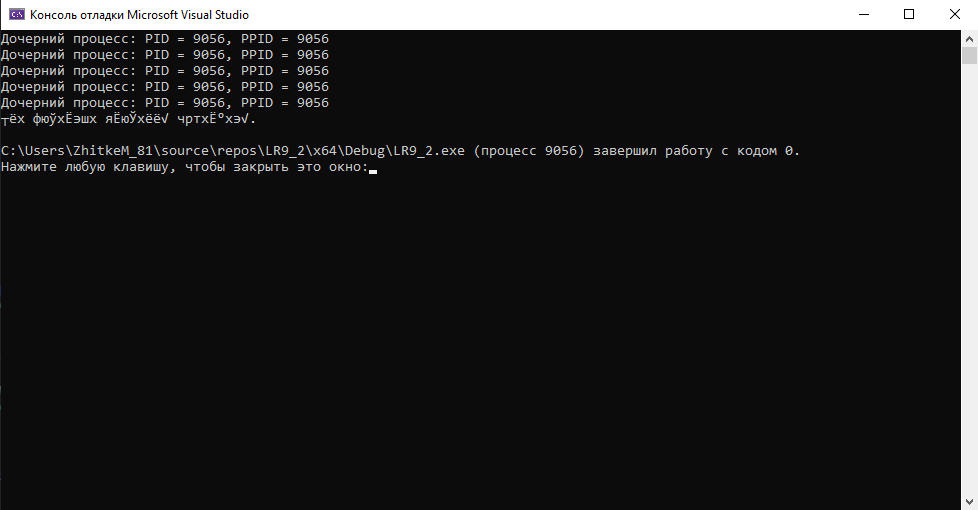 Консоль отладки Microsoft Visual Studio
Дочерний процесс: PID = 9056, PPID = 9056
Дочерний процесс: PID = 9056, PPID = 9056
Дочерний процесс: PID = 9056, PPID = 9056
Дочерний процесс: PID = 9056, PPID = 9056
Дочерний процесс: PID = 9056, PPID = 9056
┬ёх фюўхЁэшх яЁюЎхёё√ чртхЁ°хэ√.
C:\Users\ZhitkeM_81\source\repos\LR9_2\x64\Debug\LR9_2.exe (процесс 9056) завершил работу с кодом 0.
Нажмите любую клавишу, чтобы закрыть это окно: